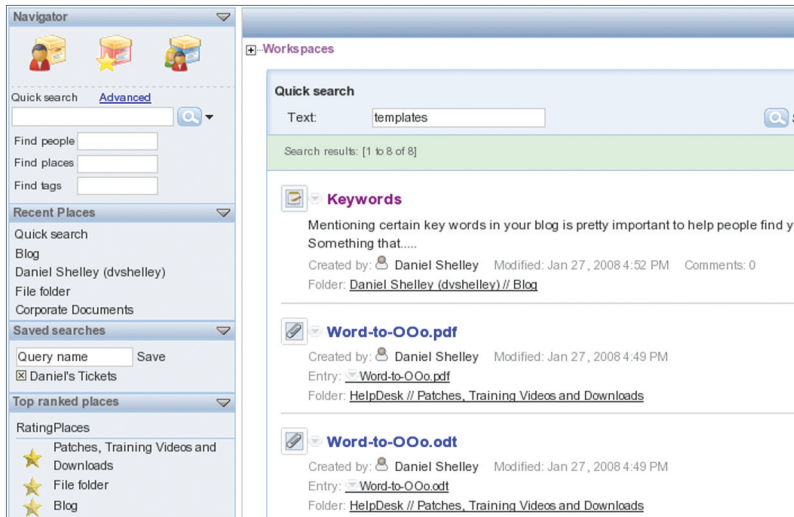 Navigator
Quick search Advanced
Find people
Find places
Find tags
Recent Places
Quick search
Blog
Daniel Shelley (dvshelley)
File folder
Corporate Documents
Saved searches
Query name Save
Daniel's Tickets
Top ranked places
RatingPlaces
Patches, Training Videos and
Downloads
File folder
Blog
Workspaces
Quick search
Text: templates
Search results: [1 to 8 of 8]
Keywords
Mentioning certain key words in your blog is pretty important to help people find
Something that.....
Created by: Daniel Shelley Modified: Jan 27, 2008 4:52 PM Comments: 0
Folder: Daniel Shelley (dvshelley) // Blog
Word-to-OOo.pdf
Created by: Daniel Shelley Modified: Jan 27, 2008 4:49 PM
Entry: Word-to-OOo.pdf
Folder: HelpDesk // Patches, Training Videos and Downloads
Word-to-OOo.odt
Created by: Daniel Shelley Modified: Jan 27, 2008 4:49 PM
Entry: Word-to-OOo.odt
Folder: HelpDesk // Patches, Training Videos and Downloads